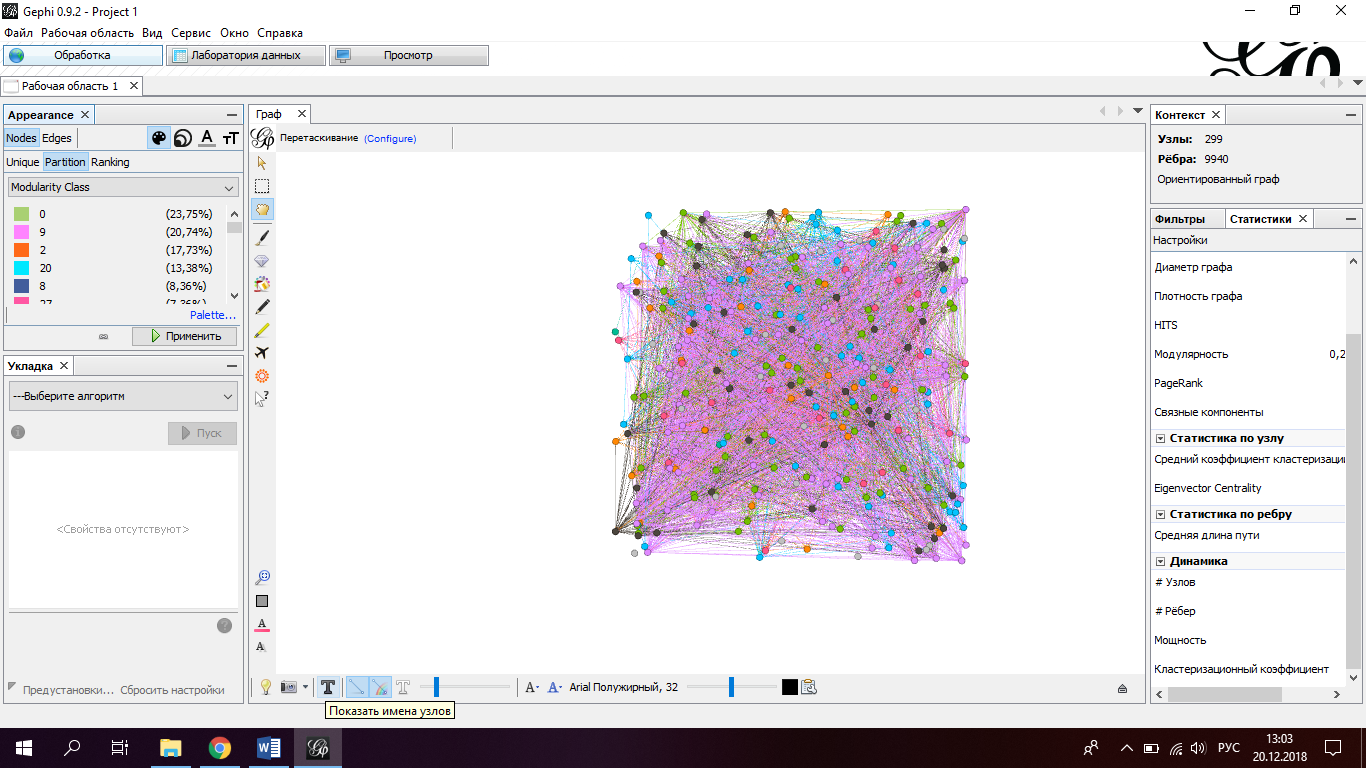 Gephi 0.9.2 - Project 1
Файл Рабочая область Вид Сервис Окно Справка
Обработка Лаборатория данных Просмотр
Рабочая область 1
Appearance
Nodes Edges
Unique Partition Ranking
Modularity Class
0 (23,75%)
9 (20,74%)
2 (17,73%)
20 (13,38%)
8 (8,36%)
27 (7,36%)
Palette...
Применить
Укладка
---Выберите алгоритм
Пуск
<Свойства отсутствуют>
Предустановки... Сбросить настройки
Граф
Перетаскивание (Configure)
Arial Полужирный, 32
Показать имена узлов
Контекст
Узлы: 299
Рёбра: 9940
Ориентированный граф
Фильтры Статистики
Настройки
Диаметр графа
Плотность графа
HITS
Модулярность 0,2
PageRank
Связные компоненты
Статистика по узлу
Средний коэффициент кластеризации
Eigenvector Centrality
Статистика по ребру
Средняя длина пути
Динамика
# Узлов
# Рёбер
Мощность
Кластеризационный коэффициент
РУС
13:03
20.12.2018